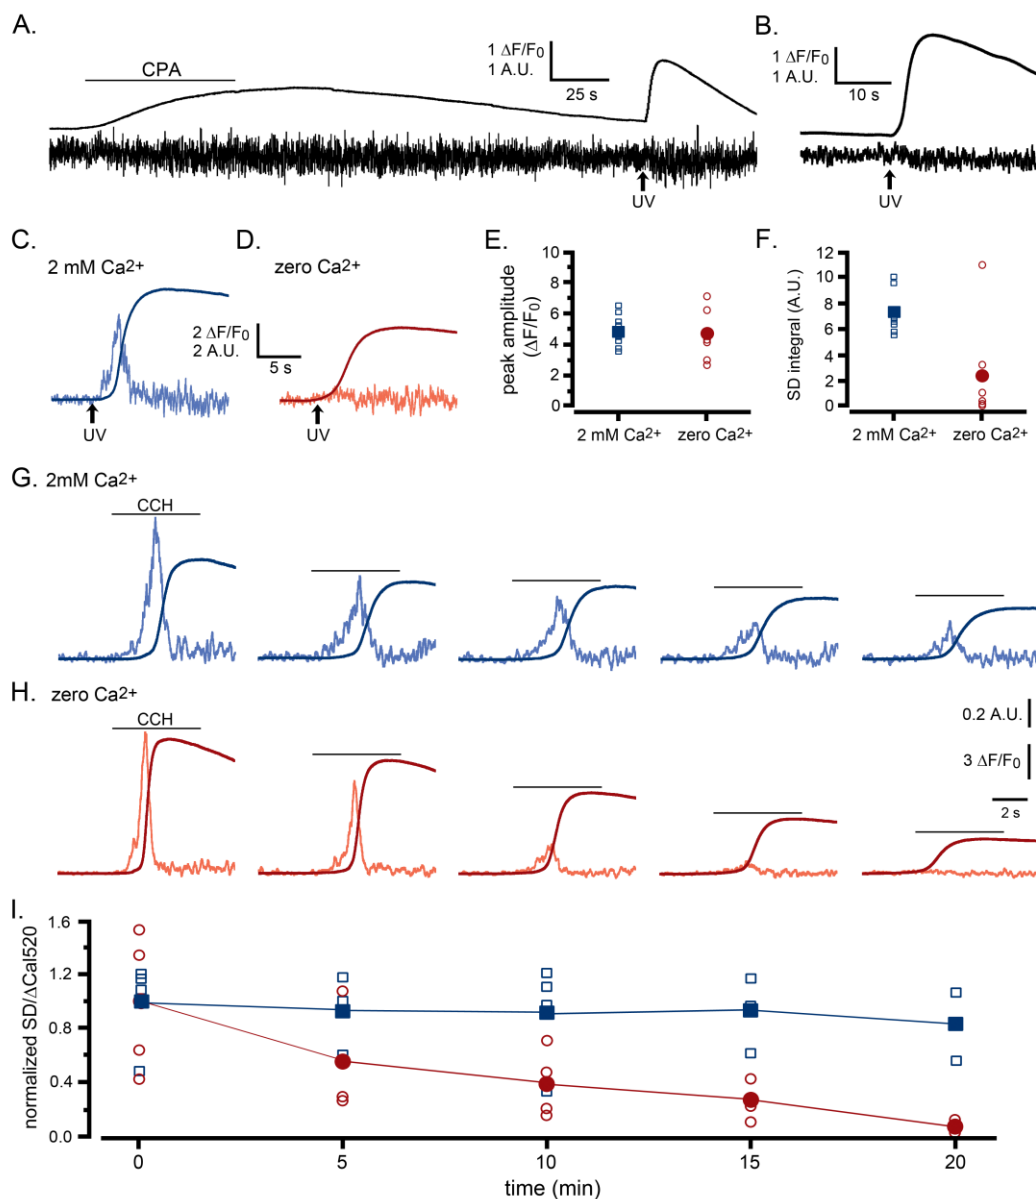 A.
CPA
1 ΔF/F₀
1 A.U.
25 s
UV
B.
1 ΔF/F₀
1 A.U.
10 s
UV
C.
2 mM Ca²⁺
UV
D.
zero Ca²⁺
2 ΔF/F₀
2 A.U.
5 s
UV
E.
peak amplitude
(ΔF/F₀)
10
8
6
4
2
0
2 mM Ca²⁺
zero Ca²⁺
F.
SD integral (A.U.)
12
10
8
6
4
2
0
2 mM Ca²⁺
zero Ca²⁺
G.
2mM Ca²⁺
CCH
H.
zero Ca²⁺
CCH
0.2 A.U.
3 ΔF/F₀
2 s
I.
normalized SD/ΔCal520
1.6
1.2
0.8
0.4
0.0
0
5
10
15
20
time (min)